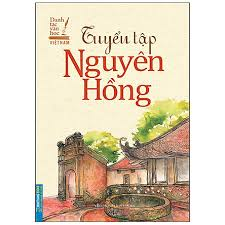 Danh
tác văn
học
VIỆT NAM
Tuyển tập
Nguyên
Hồng